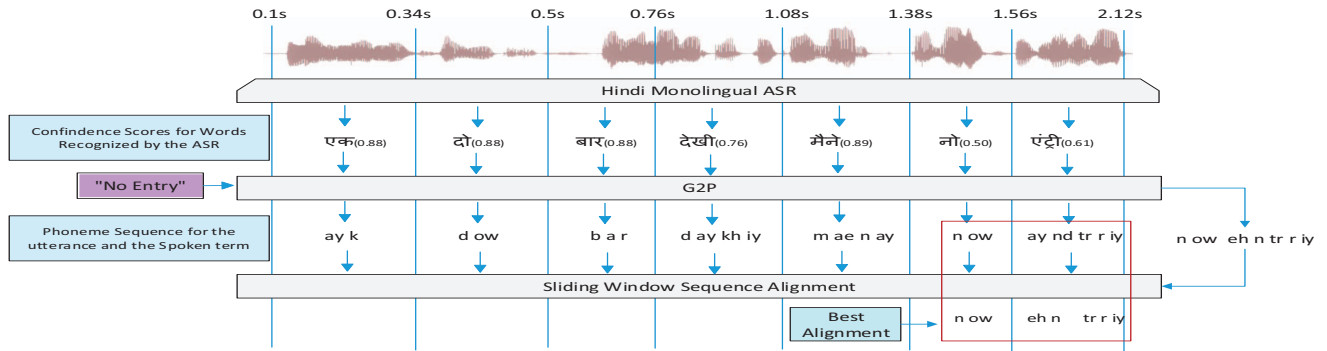 0.1s 0.34s 0.5s 0.76s 1.08s 1.38s 1.56s 2.12s
Hindi Monolingual ASR
Confindence Scores for Words
Recognized by the ASR
एक(0.88) दो(0.88) बार(0.88) देखी(0.76) मैने(0.89) नो(0.50) एंट्री(0.61)
"No Entry"
G2P
Phoneme Sequence for the
utterance and the Spoken term
ay k d ow b a r d ay kh iy m ae n ay n ow ay nd tr r iy
n ow eh n tr r iy
Sliding Window Sequence Alignment
Best
Alignment
n ow eh n tr r iy